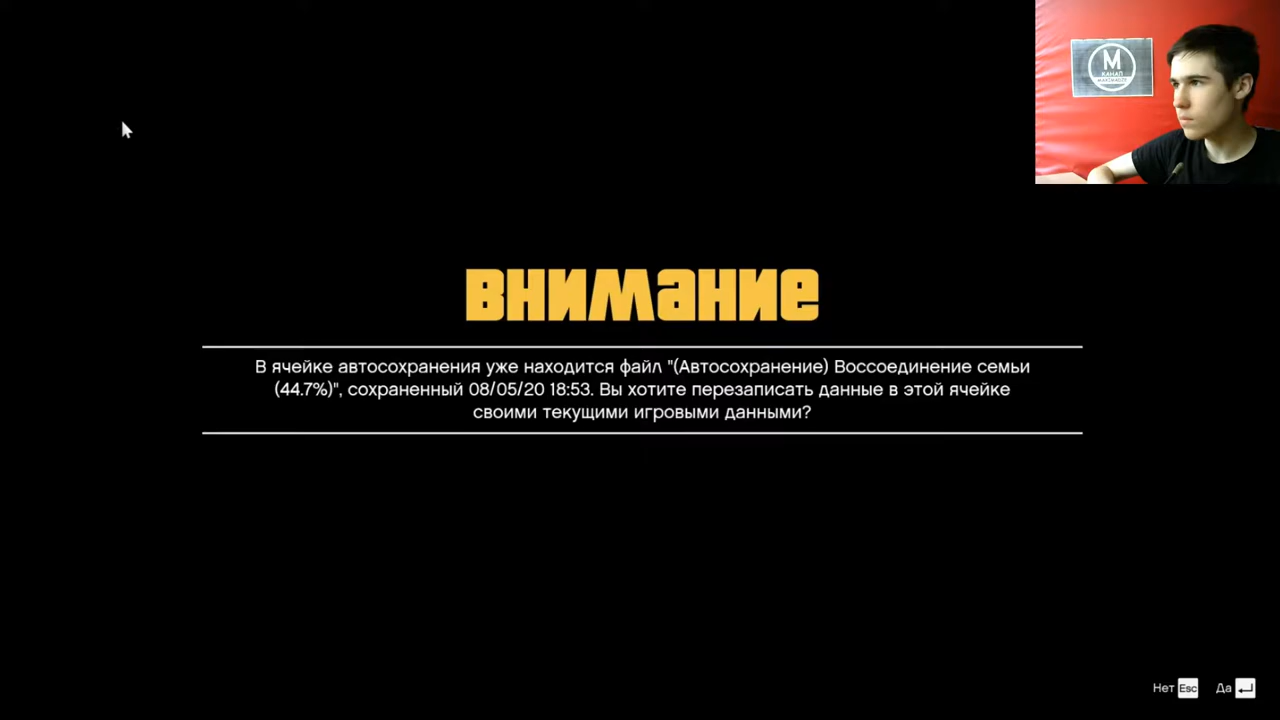 М
КАНАЛ
внимание
В ячейке автосохранения уже находится файл "(Автосохранение) Воссоединение семьи
(44.7%)", сохраненный 08/05/20 18:53. Вы хотите перезаписать данные в этой ячейке
своими текущими игровыми данными?
Нет Esc Да